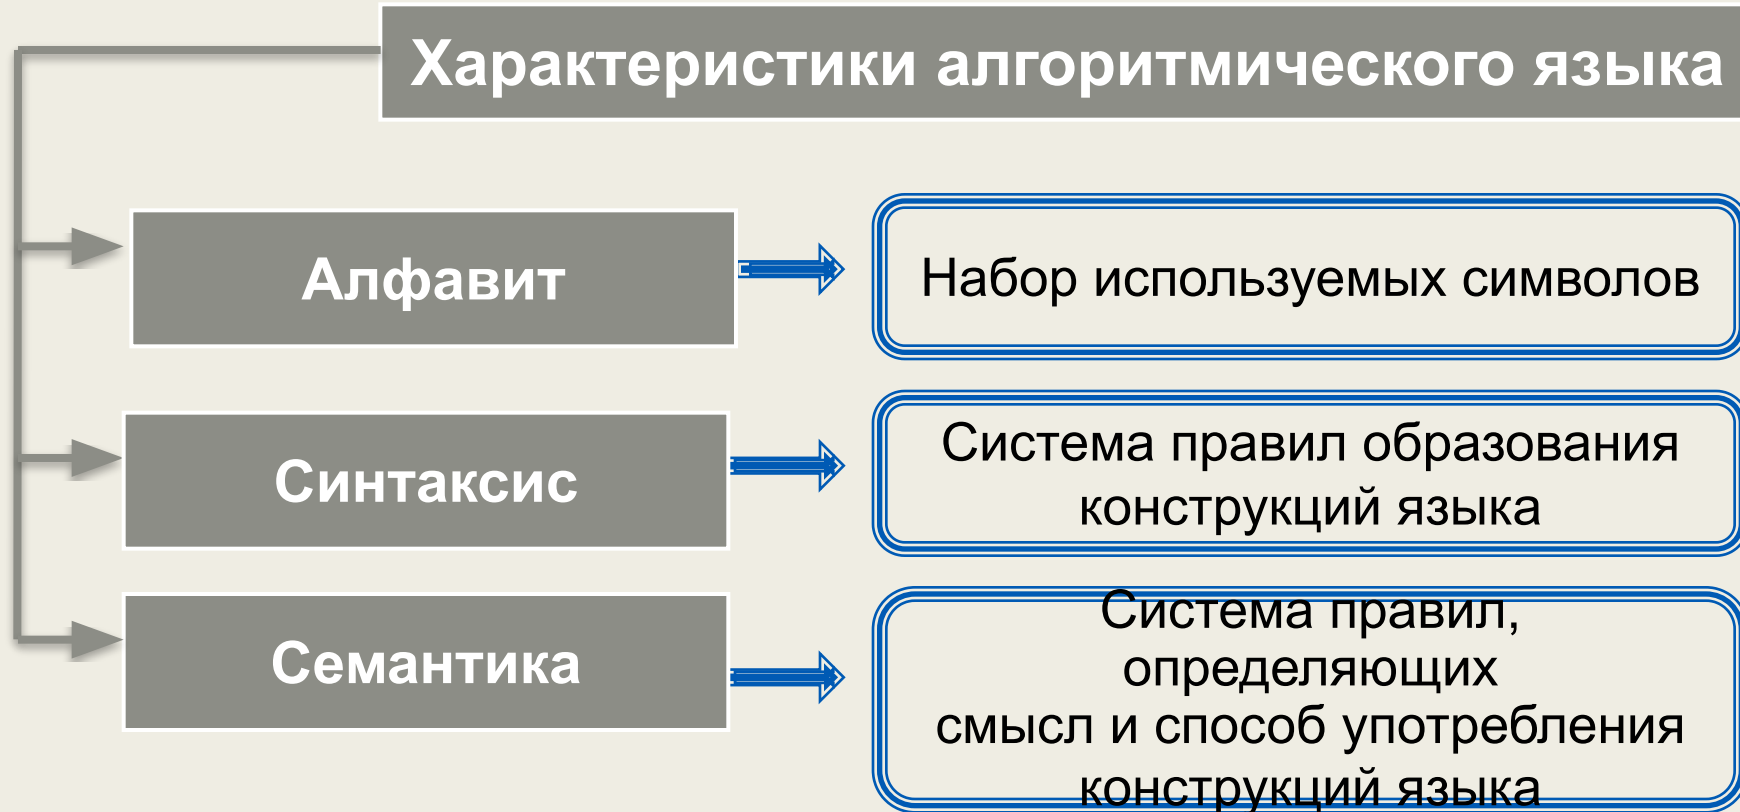 Характеристики алгоритмического языка
Алфавит
Набор используемых символов
Синтаксис
Система правил образования
конструкций языка
Семантика
Система правил,
определяющих
смысл и способ употребления
конструкций языка